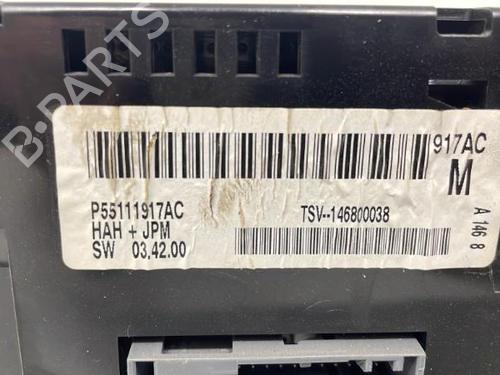 B-PARTS
917AC
M
P55111917AC
HAH + JPM
SW 03.42.00
TSV--146800038
A 146 8